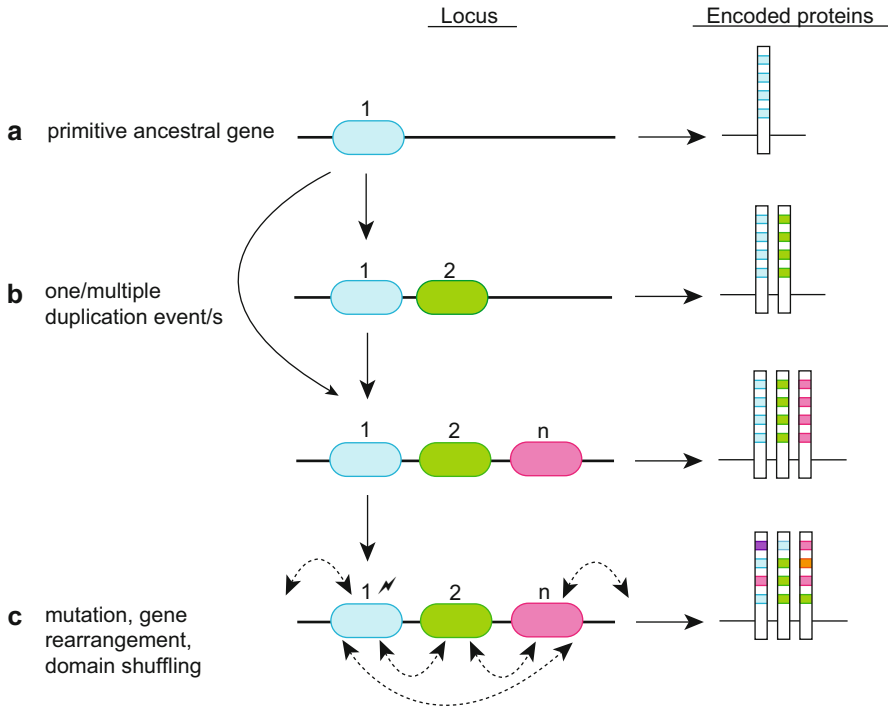 Locus
Encoded proteins
1
a primitive ancestral gene
1 2
b one/multiple
duplication event/s
1 2 n
1 2 n
c mutation, gene
rearrangement,
domain shuffling